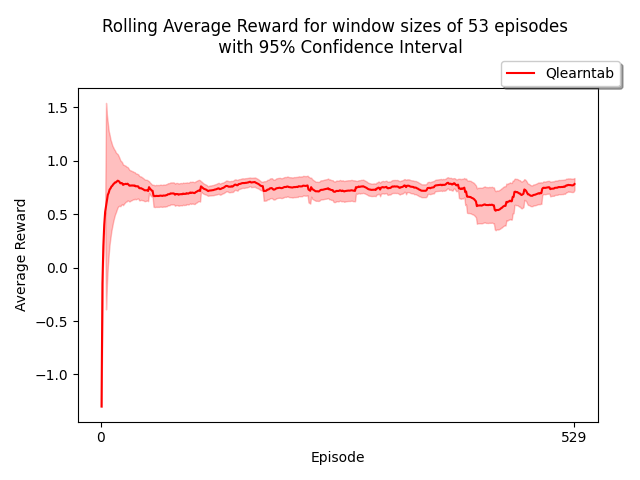 Rolling Average Reward for window sizes of 53 episodes
with 95% Confidence Interval
Qlearntab
1.5
1.0
0.5
0.0
−0.5
−1.0
Average Reward
0
529
Episode